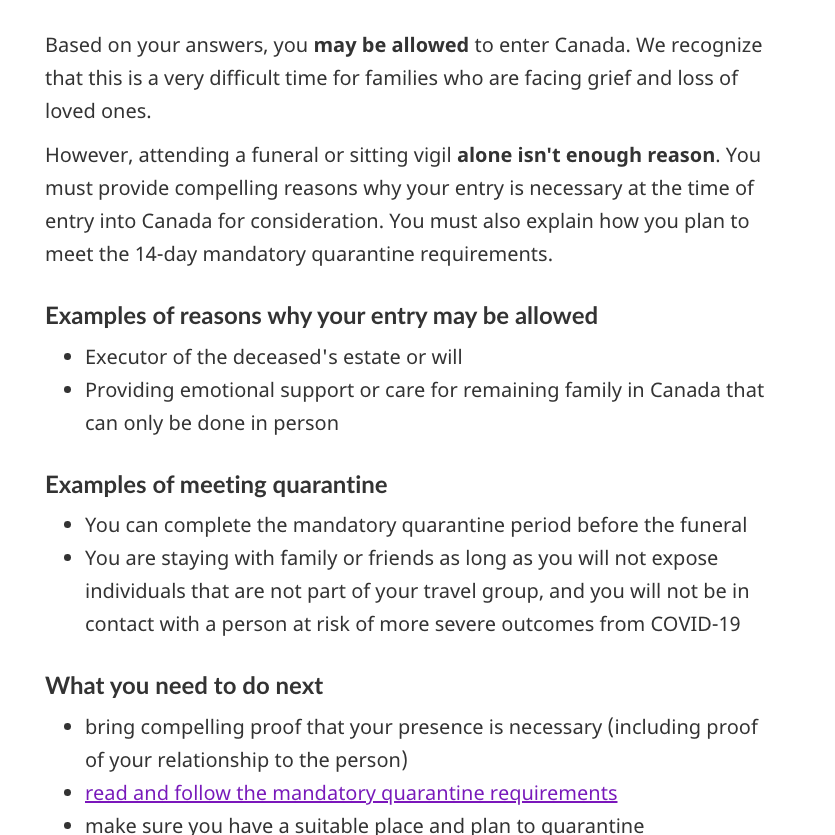 Based on your answers, you may be allowed to enter Canada. We recognize
that this is a very difficult time for families who are facing grief and loss of
loved ones.
However, attending a funeral or sitting vigil alone isn't enough reason. You
must provide compelling reasons why your entry is necessary at the time of
entry into Canada for consideration. You must also explain how you plan to
meet the 14-day mandatory quarantine requirements.
Examples of reasons why your entry may be allowed
• Executor of the deceased's estate or will
• Providing emotional support or care for remaining family in Canada that
can only be done in person
Examples of meeting quarantine
• You can complete the mandatory quarantine period before the funeral
• You are staying with family or friends as long as you will not expose
individuals that are not part of your travel group, and you will not be in
contact with a person at risk of more severe outcomes from COVID-19
What you need to do next
• bring compelling proof that your presence is necessary (including proof
of your relationship to the person)
• read and follow the mandatory quarantine requirements
• make sure you have a suitable place and plan to quarantine